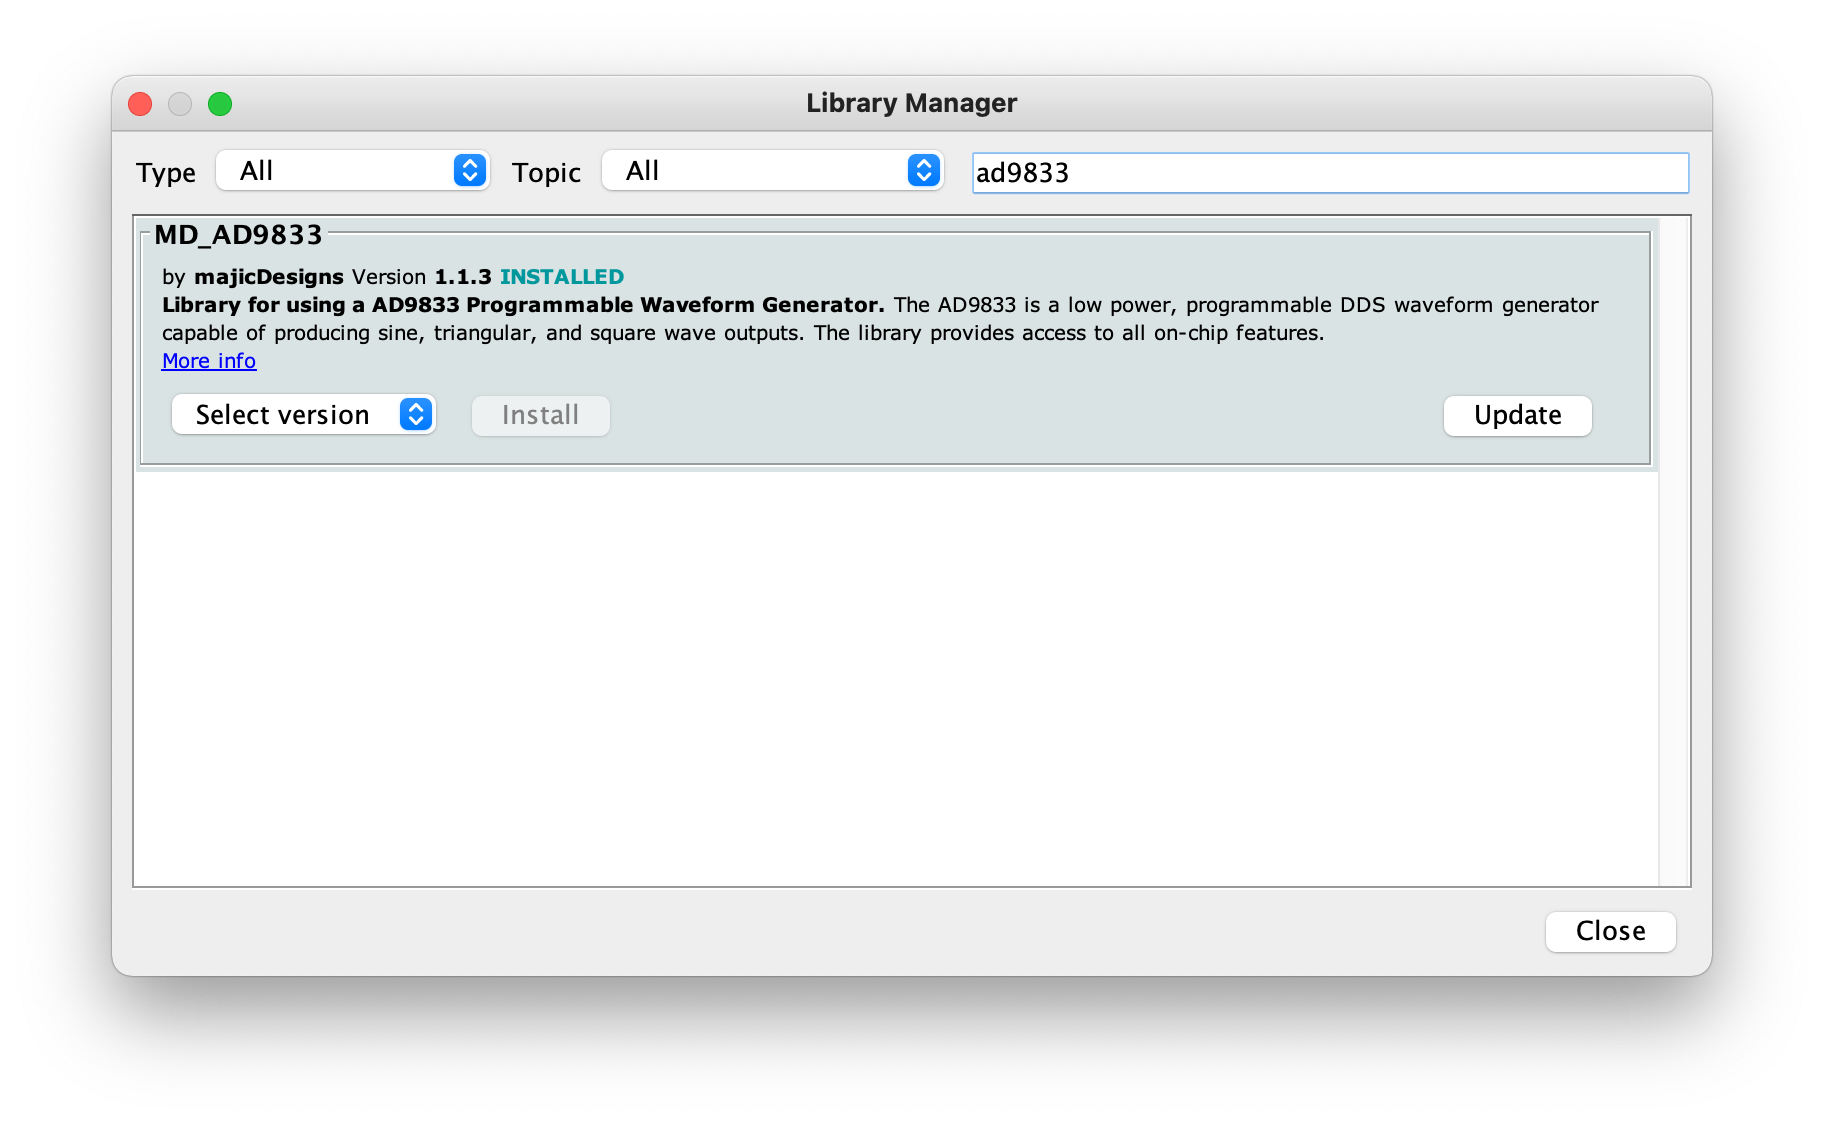 Library Manager
Type All Topic All ad9833
MD_AD9833
by majicDesigns Version 1.1.3 INSTALLED
Library for using a AD9833 Programmable Waveform Generator. The AD9833 is a low power, programmable DDS waveform generator
capable of producing sine, triangular, and square wave outputs. The library provides access to all on-chip features.
More info
Select version Install Update
Close